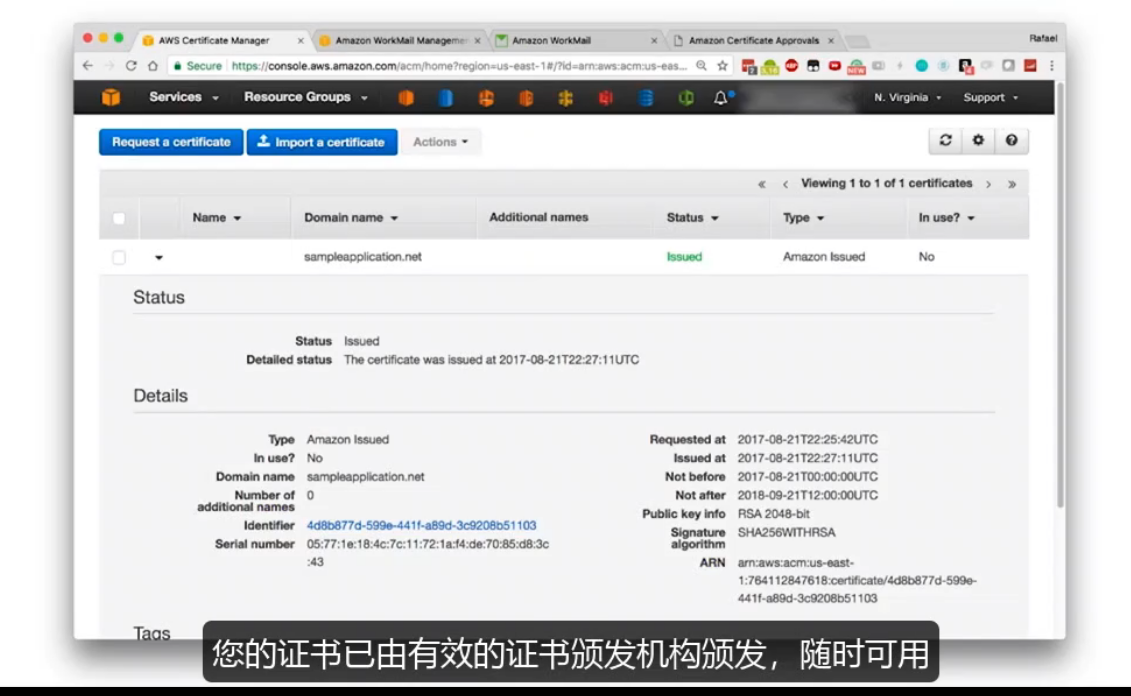 AWS Certificate Manager
Amazon WorkMail Managemen
Amazon WorkMail
Amazon Certificate Approvals
Rafael
Secure https://console.aws.amazon.com/acm/home?region=us-east-1#/?id=arn:aws:acm:us-eas...
Services
Resource Groups
N. Virginia
Support
Request a certificate
Import a certificate
Actions
« ‹ Viewing 1 to 1 of 1 certificates › »
Name
Domain name
Additional names
Status
Type
In use?
sampleapplication.net
Issued
Amazon Issued
No
Status
Status Issued
Detailed status The certificate was issued at 2017-08-21T22:27:11UTC
Details
Type Amazon Issued
In use? No
Domain name sampleapplication.net
Number of additional names 0
Identifier 4d8b877d-599e-441f-a89d-3c9208b51103
Serial number 05:77:1e:18:4c:7c:11:72:1a:f4:de:70:85:d8:3c
:43
Requested at 2017-08-21T22:25:42UTC
Issued at 2017-08-21T22:27:11UTC
Not before 2017-08-21T00:00:00UTC
Not after 2018-09-21T12:00:00UTC
Public key info RSA 2048-bit
Signature algorithm SHA256WITHRSA
ARN arn:aws:acm:us-east-
1:764112847618:certificate/4d8b877d-599e-
441f-a89d-3c9208b51103
Tags
您的证书已由有效的证书颁发机构颁发，随时可用